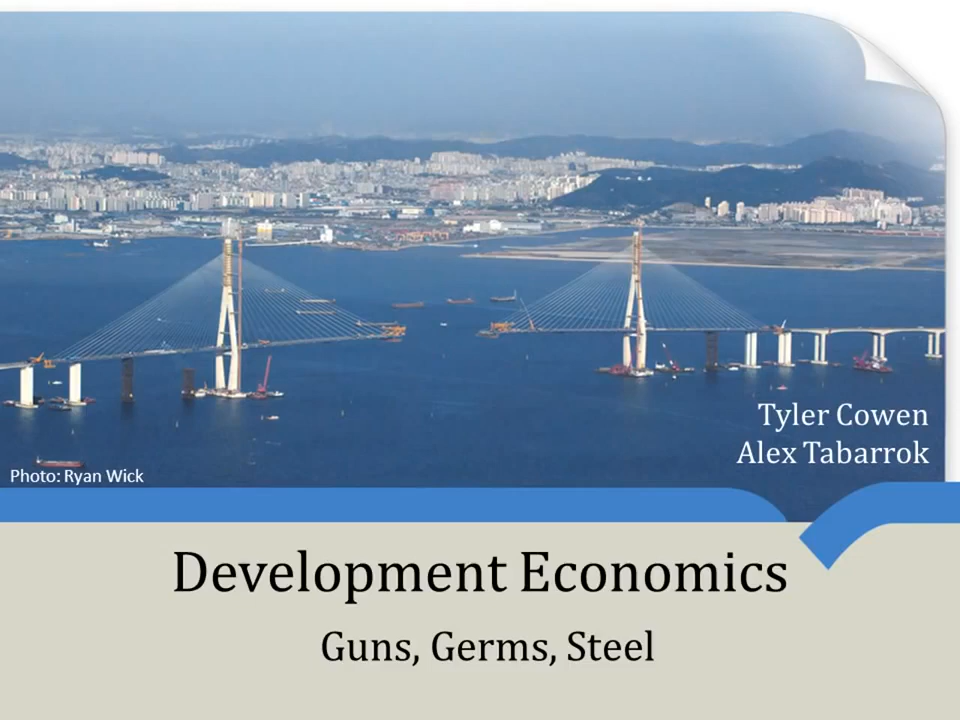 Tyler Cowen
Alex Tabarrok
Photo: Ryan Wick
Development Economics
Guns, Germs, Steel